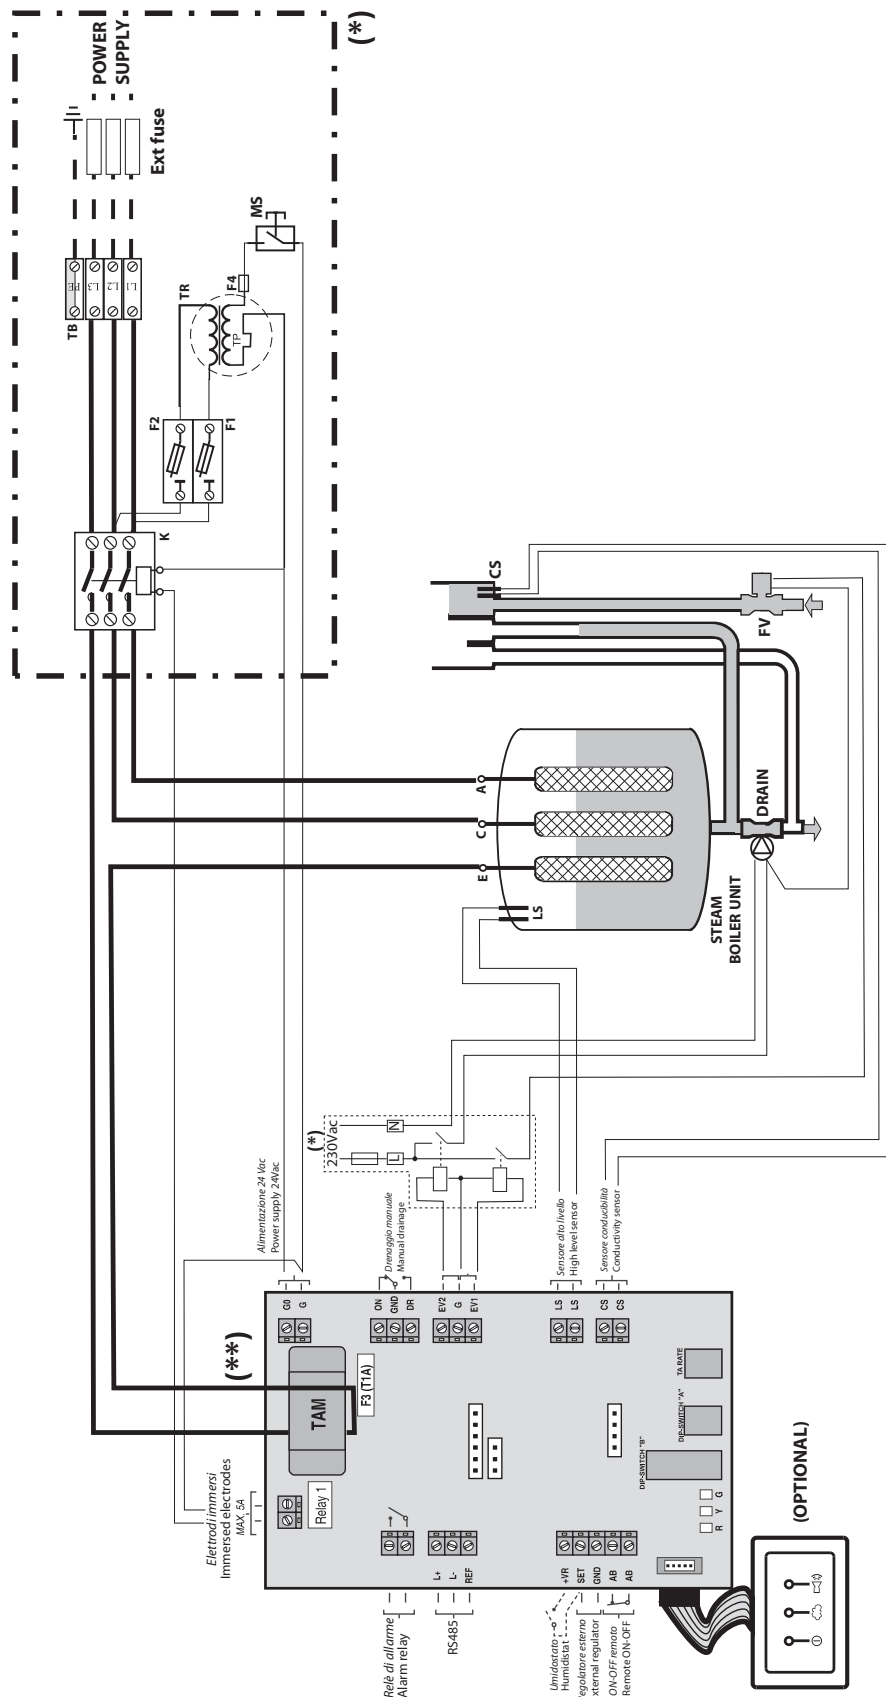 (*)
POWER
SUPPLY
Ext fuse
PE
L3
L2
L1
TB
MS
F4
TR
TP
F2
F1
K
CS
FV
A
C
E
LS
DRAIN
STEAM
BOILER UNIT
(*)
230Vac
N
L
Alimentazione 24 Vac
Power supply 24Vac
G0
G
Drenaggio manuale
Manual drainage
ON
GND
DR
EV2
G
EV1
Sensore alto livello
High level sensor
LS
LS
Sensore conducibilità
Conductivity sensor
CS
CS
(**)
TAM
F3 (T1A)
Elettrodi immersi
Immersed electrodes
MAX. 5A
Relay 1
TA RATE
DIP-SWITCH "A"
DIP-SWITCH "B"
R
Y
G
Relè di allarme
Alarm relay
L+
L-
REF
RS485
+VR
SET
GND
AB
AB
Umidostato
Humidistat
egolatore esterno
xternal regulator
ON-OFF remoto
Remote ON-OFF
(OPTIONAL)